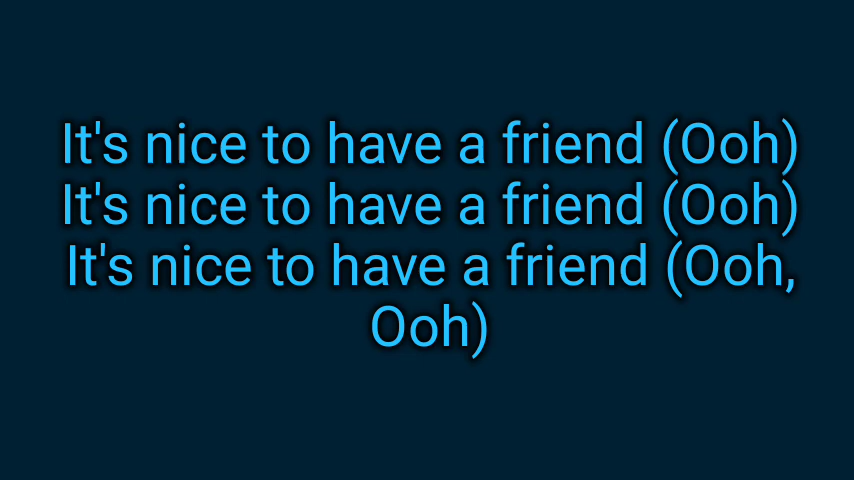 It's nice to have a friend (Ooh)
It's nice to have a friend (Ooh)
It's nice to have a friend (Ooh,
Ooh)